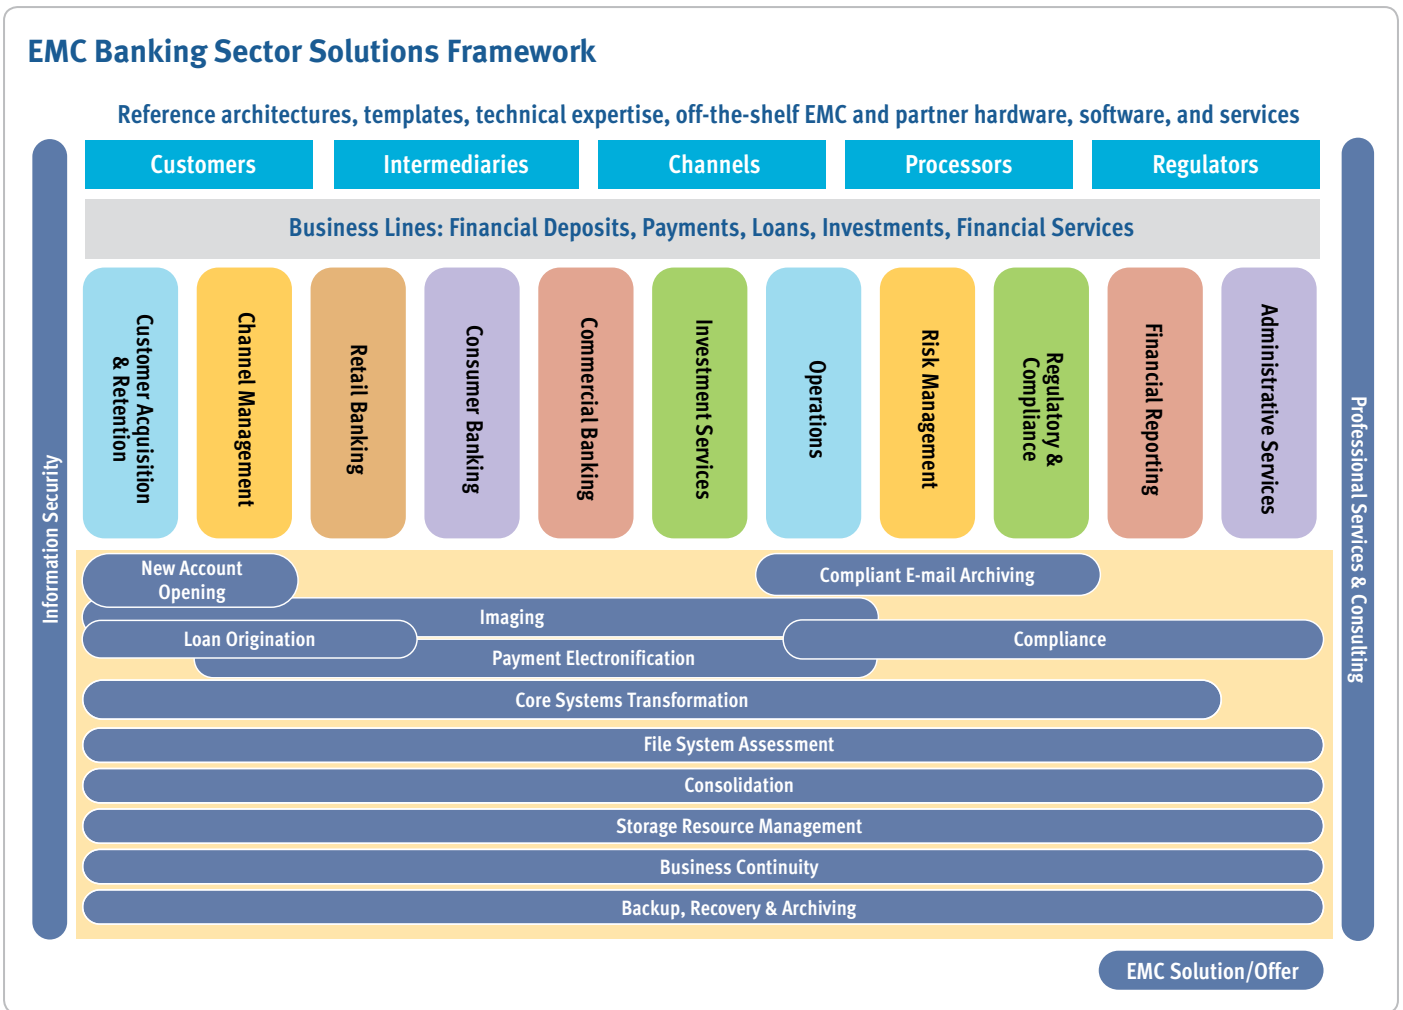 EMC Banking Sector Solutions Framework
Reference architectures, templates, technical expertise, off-the-shelf EMC and partner hardware, software, and services
Customers
Intermediaries
Channels
Processors
Regulators
Business Lines: Financial Deposits, Payments, Loans, Investments, Financial Services
Information Security
Customer Acquisition
& Retention
Channel Management
Retail Banking
Consumer Banking
Commercial Banking
Investment Services
Operations
Risk Management
Regulatory &
Compliance
Financial Reporting
Administrative Services
Professional Services & Consulting
New Account
Opening
Compliant E-mail Archiving
Imaging
Loan Origination
Compliance
Payment Electronification
Core Systems Transformation
File System Assessment
Consolidation
Storage Resource Management
Business Continuity
Backup, Recovery & Archiving
EMC Solution/Offer